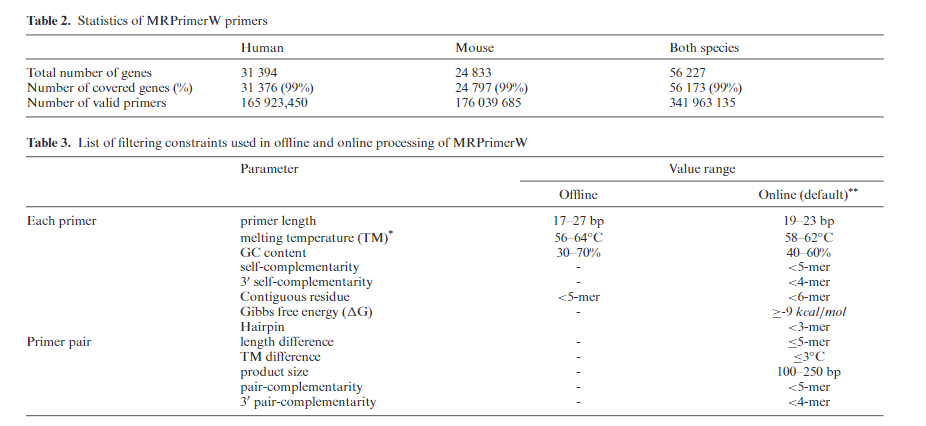 Table 2. Statistics of MRPrimerW primers
Human Mouse Both species
Total number of genes 31 394 24 833 56 227
Number of covered genes (%) 31 376 (99%) 24 797 (99%) 56 173 (99%)
Number of valid primers 165 923,450 176 039 685 341 963 135
Table 3. List of filtering constraints used in offline and online processing of MRPrimerW
Parameter Value range
Offline Online (default)**
Each primer primer length 17–27 bp 19–23 bp
melting temperature (TM)* 56–64°C 58–62°C
GC content 30–70% 40–60%
self-complementarity - <5-mer
3′ self-complementarity - <4-mer
Contiguous residue <5-mer <6-mer
Gibbs free energy (ΔG) - ≥-9 kcal/mol
Hairpin <3-mer
Primer pair length difference - ≤5-mer
TM difference - ≤3°C
product size - 100–250 bp
pair-complementarity - <5-mer
3′ pair-complementarity - <4-mer